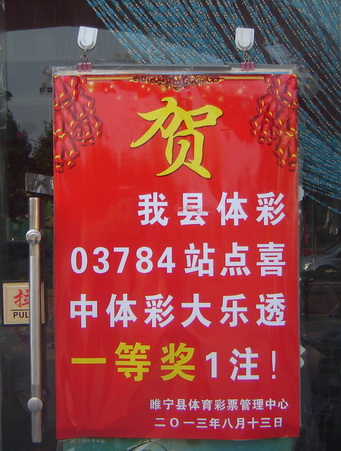 贺
我县体彩
03784站点喜
中体彩大乐透
一等奖1注！
睢宁县体育彩票管理中心
二〇一三年八月十三日
拉
PULL